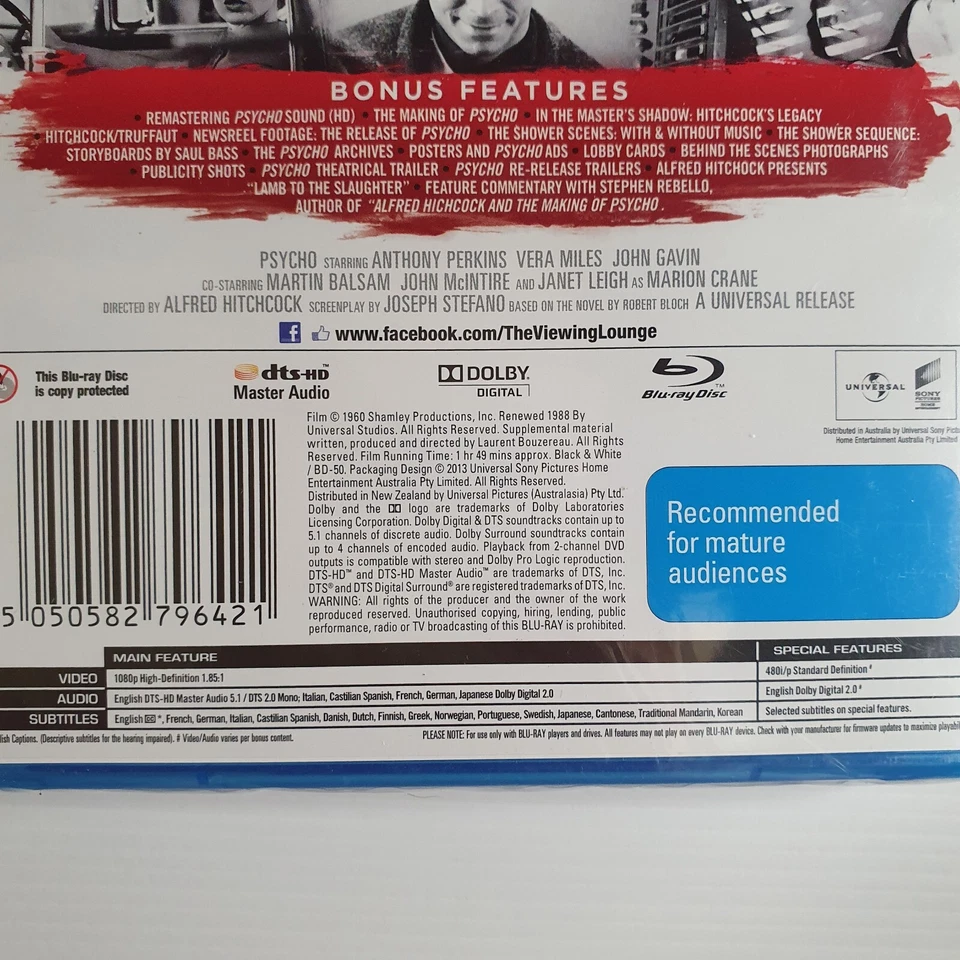 BONUS FEATURES
• REMASTERING PSYCHO SOUND (HD) • THE MAKING OF PSYCHO • IN THE MASTER'S SHADOW: HITCHCOCK'S LEGACY
• HITCHCOCK/TRUFFAUT • NEWSREEL FOOTAGE: THE RELEASE OF PSYCHO • THE SHOWER SCENES: WITH & WITHOUT MUSIC • THE SHOWER SEQUENCE:
STORYBOARDS BY SAUL BASS • THE PSYCHO ARCHIVES • POSTERS AND PSYCHO ADS • LOBBY CARDS • BEHIND THE SCENES PHOTOGRAPHS
• PUBLICITY SHOTS • PSYCHO THEATRICAL TRAILER • PSYCHO RE-RELEASE TRAILERS • ALFRED HITCHCOCK PRESENTS
"LAMB TO THE SLAUGHTER" • FEATURE COMMENTARY WITH STEPHEN REBELLO,
AUTHOR OF "ALFRED HICHCOCK AND THE MAKING OF PSYCHO.
PSYCHO STARRING ANTHONY PERKINS VERA MILES JOHN GAVIN
CO-STARRING MARTIN BALSAM JOHN McINTIRE AND JANET LEIGH AS MARION CRANE
DIRECTED BY ALFRED HITCHCOCK SCREENPLAY BY JOSEPH STEFANO BASED ON THE NOVEL BY ROBERT BLOCH A UNIVERSAL RELEASE
f www.facebook.com/TheViewingLounge
This Blu-ray Disc
is copy protected
dts-HD™
Master Audio
DOLBY.
DIGITAL
Blu-ray Disc™
UNIVERSAL
SONY
PICTURES
Distributed in Australia by Universal Sony Pictu
Home Entertainment Australia Pty Limited
5 050582 796421
Film © 1960 Shamley Productions, Inc. Renewed 1988 By
Universal Studios. All Rights Reserved. Supplemental material
written, produced and directed by Laurent Bouzereau. All Rights
Reserved. Film Running Time: 1 hr 49 mins approx. Black & White
/ BD-50. Packaging Design © 2013 Universal Sony Pictures Home
Entertainment Australia Pty Limited. All Rights Reserved.
Distributed in New Zealand by Universal Pictures (Australasia) Pty Ltd.
Dolby and the DD logo are trademarks of Dolby Laboratories
Licensing Corporation. Dolby Digital & DTS soundtracks contain up to
5.1 channels of discrete audio. Dolby Surround soundtracks contain
up to 4 channels of encoded audio. Playback from 2-channel DVD
outputs is compatible with stereo and Dolby Pro Logic reproduction.
DTS-HD™ and DTS-HD Master Audio™ are trademarks of DTS, Inc.
DTS® and DTS Digital Surround® are registered trademarks of DTS, Inc.
WARNING: All rights of the producer and the owner of the work
reproduced reserved. Unauthorised copying, hiring, lending, public
performance, radio or TV broadcasting of this BLU-RAY is prohibited.
Recommended
for mature
audiences
MAIN FEATURE
SPECIAL FEATURES
VIDEO 1080p High-Definition 1.85:1 480i/p Standard Definition #
AUDIO English DTS-HD Master Audio 5.1 / DTS 2.0 Mono; Italian, Castilian Spanish, French, German, Japanese Dolby Digital 2.0 English Dolby Digital 2.0 #
SUBTITLES English *, French, German, Italian, Castilian Spanish, Danish, Dutch, Finnish, Greek, Norwegian, Portuguese, Swedish, Japanese, Cantonese, Traditional Mandarin, Korean Selected subtitles on special features.
lish Captions. (Descriptive subtitles for the hearing impaired). # Video/Audio varies per bonus content.
PLEASE NOTE: For use only with BLU-RAY players and drives. All features may not play on every BLU-RAY device. Check with your manufacturer for firmware updates to maximize playabil